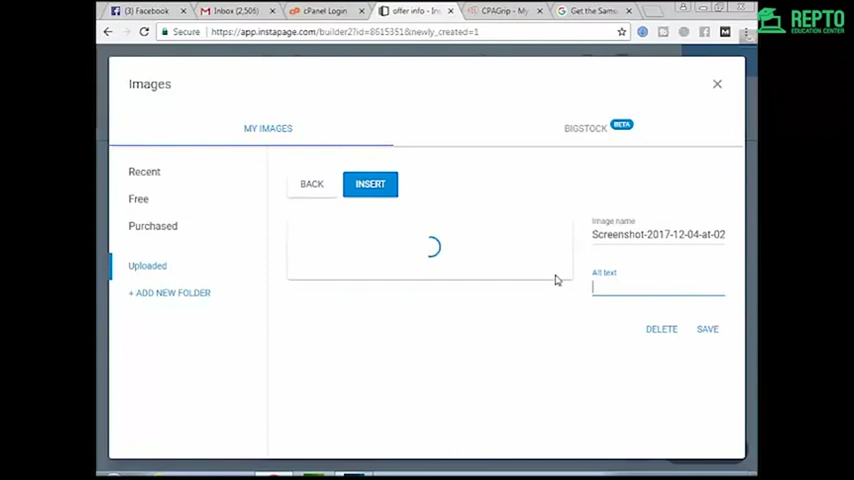 Facebook
Inbox (2,506)
cPanel Login
offer info - Ins
CPAGrip - My
Get the Sams
Secure
https://app.instapage.com/builder2?id=8615351&newly_created=1
REPTO
EDUCATION CENTER
Images
MY IMAGES
BIGSTOCK
BETA
Recent
Free
Purchased
Uploaded
+ ADD NEW FOLDER
BACK
INSERT
Image name
Screenshot-2017-12-04-at-02
Alt text
DELETE
SAVE